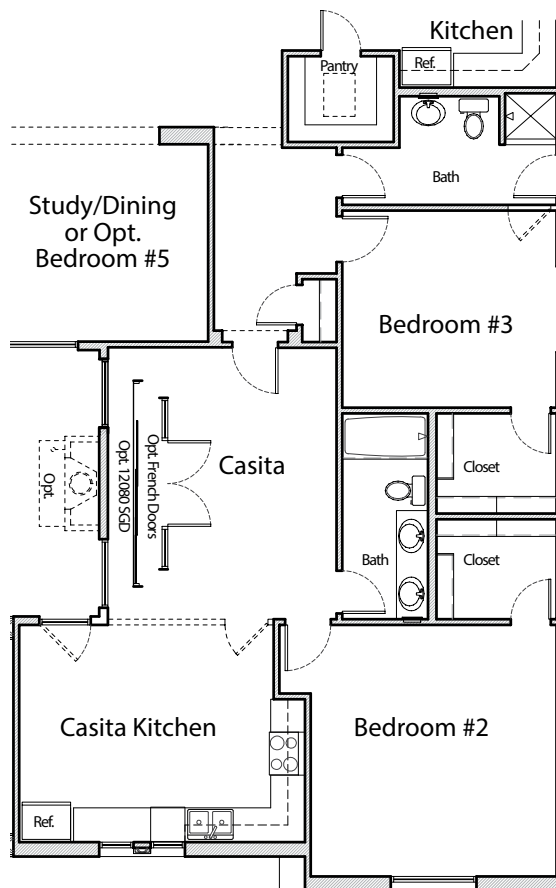 Kitchen
Pantry
Ref.
Bath
Study/Dining
or Opt.
Bedroom #5
Bedroom #3
Casita
Opt. French Doors
Opt. 12080 SGD
Opt.
Closet
Bath
Closet
Casita Kitchen
Bedroom #2
Ref.